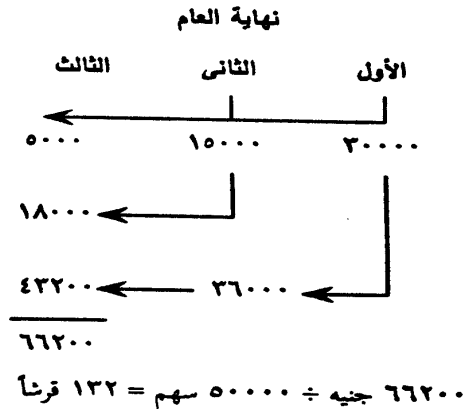 نهاية العام
الأول الثانى الثالث
٣٠٠٠٠ ١٥٠٠٠ ٥٠٠٠
١٨٠٠٠
٣٦٠٠٠ ٤٣٢٠٠
٦٦٢٠٠
٦٦٢٠٠ جنيه ÷ ٥٠٠٠٠ سهم = ١٣٢ قرشاً